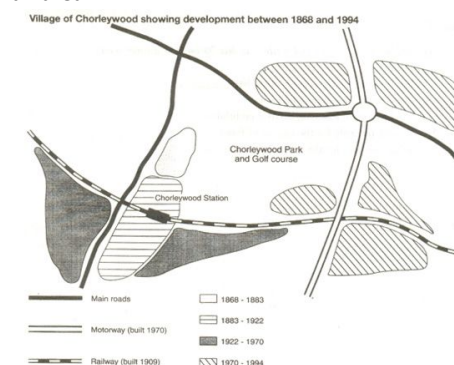 Village of Chorleywood showing development between 1868 and 1994
Chorleywood Park
and Golf course
Chorleywood Station
Main roads
Motorway (built 1970)
Railway (built 1909)
1868 - 1883
1883 - 1922
1922 - 1970
1970 - 1994